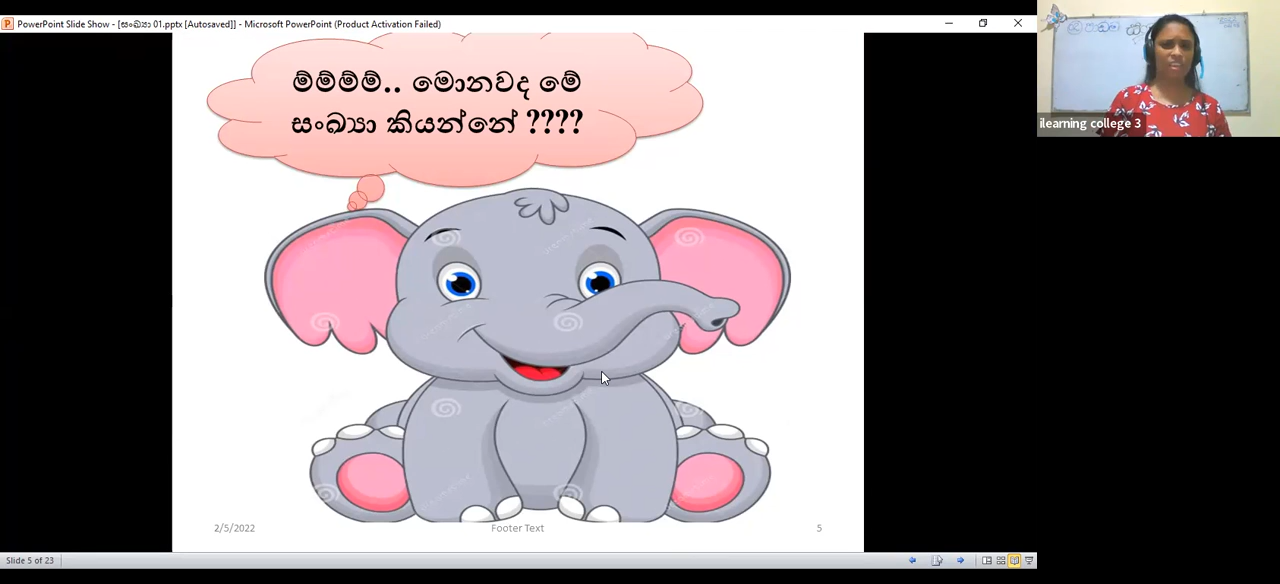 PowerPoint Slide Show - [සංඛ්‍යා 01.pptx [Autosaved]] - Microsoft PowerPoint (Product Activation Failed)
ම්ම්ම්ම්.. මොනවද මේ
සංඛ්‍යා කියන්නේ ????
ilearning college 3
2/5/2022
Footer Text
5
Slide 5 of 23